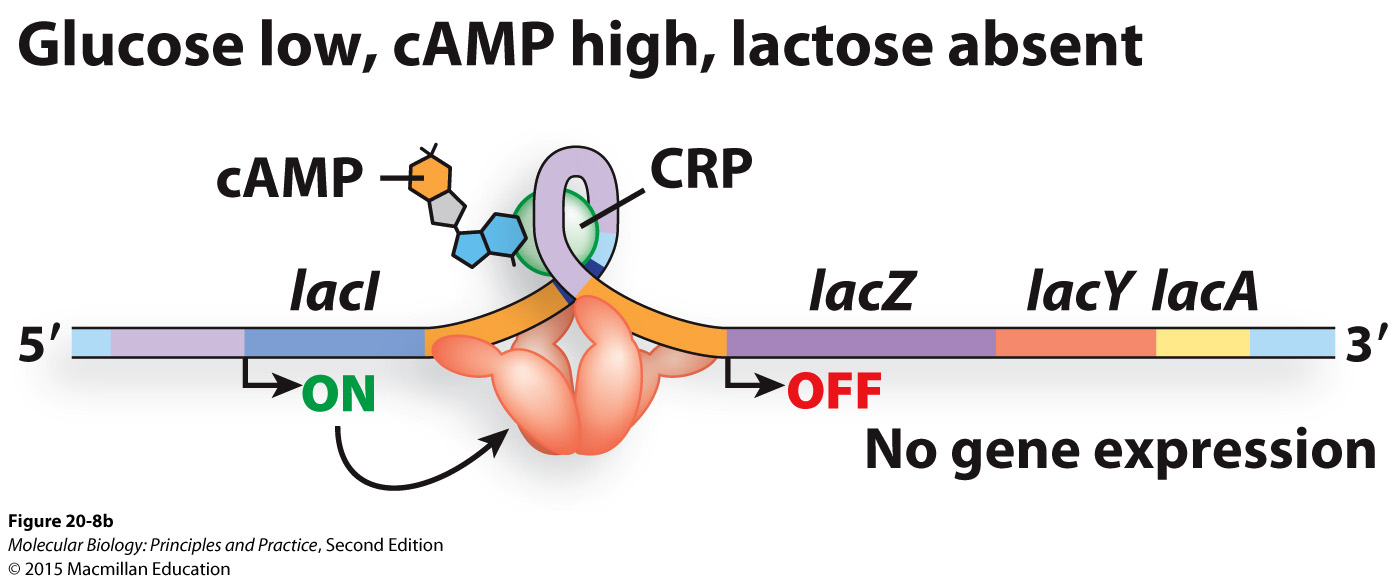 Glucose low, cAMP high, lactose absent
cAMP
CRP
lacI
lacZ
lacY
lacA
5′
3′
ON
OFF
No gene expression
Figure 20-8b
Molecular Biology: Principles and Practice, Second Edition
© 2015 Macmillan Education